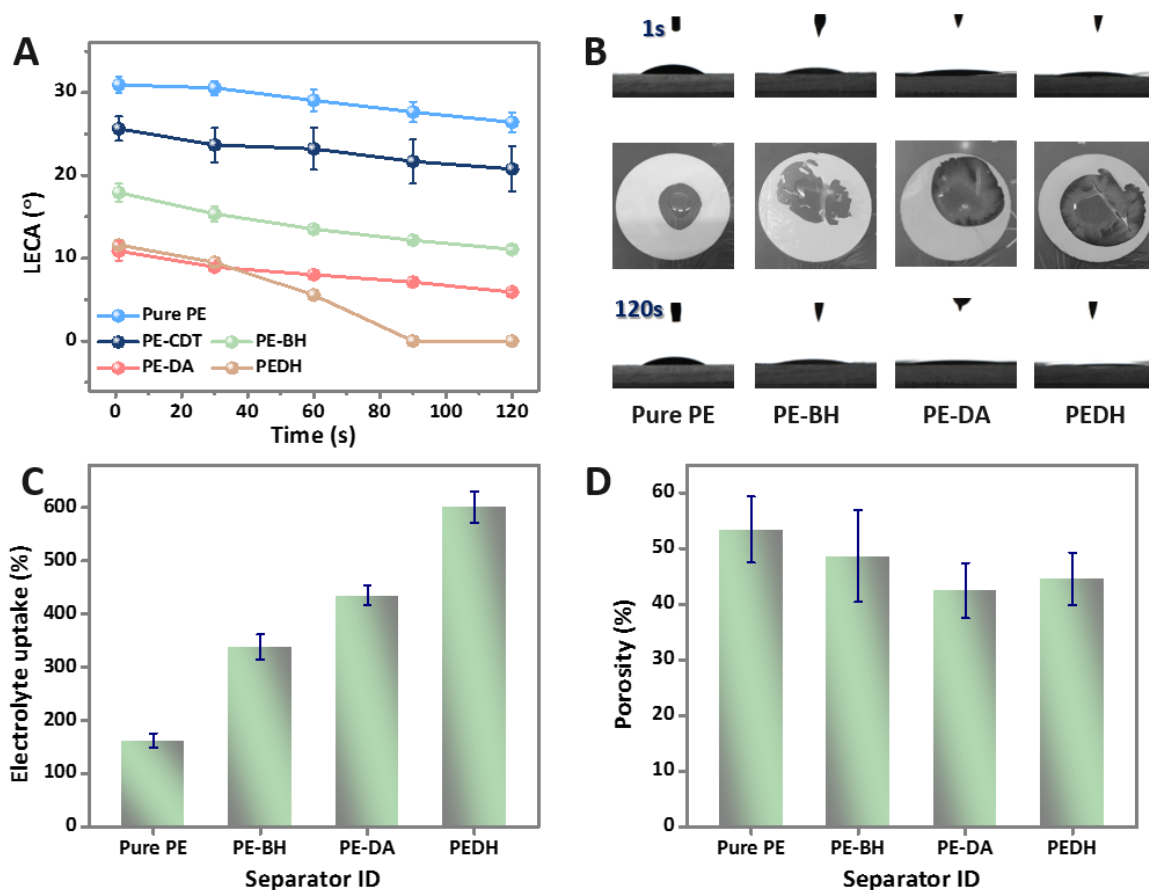 A
LECA (°)
30
20
10
0
Pure PE
PE-CDT
PE-BH
PE-DA
PEDH
0
20
40
60
80
100
120
Time (s)
B
1s
120s
Pure PE
PE-BH
PE-DA
PEDH
C
Electrolyte uptake (%)
600
500
400
300
200
100
0
Pure PE
PE-BH
PE-DA
PEDH
Separator ID
D
Porosity (%)
60
50
40
30
20
10
0
Pure PE
PE-BH
PE-DA
PEDH
Separator ID